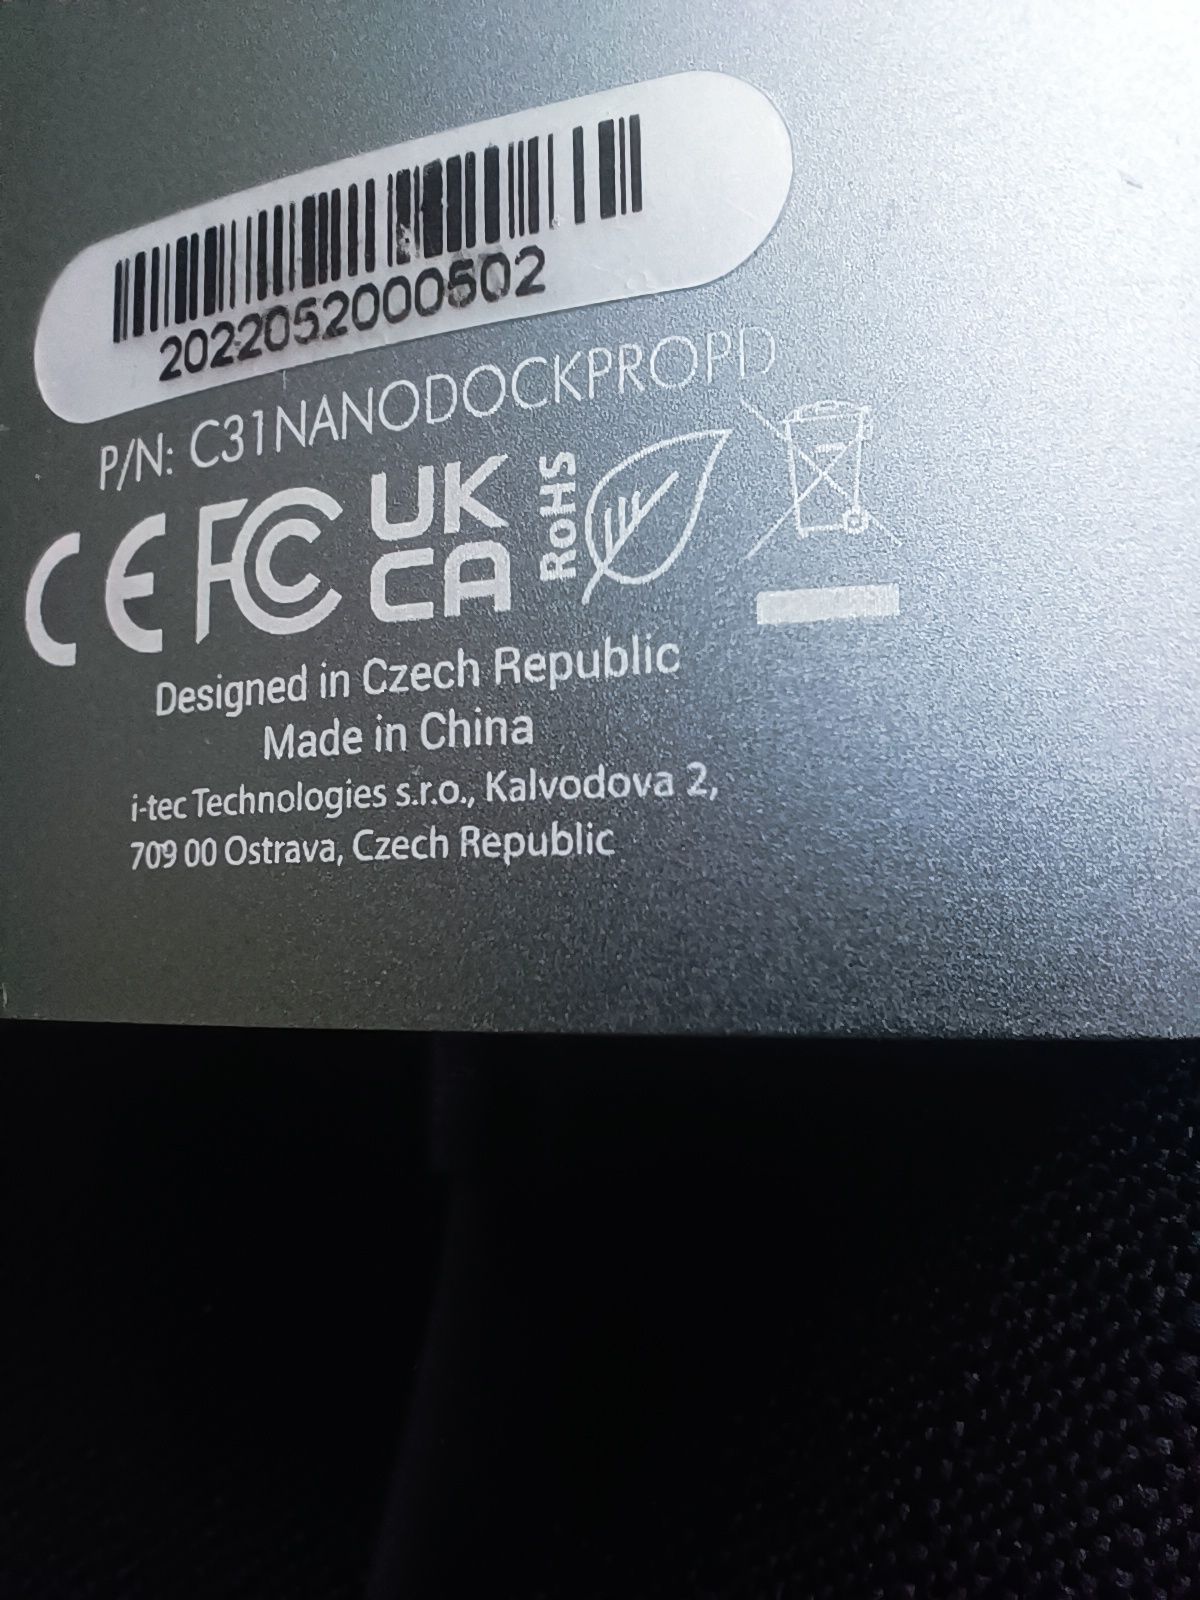 2022052000502
P/N: C31NANODOCKPROPD
CE FC UK
CA RoHS
Designed in Czech Republic
Made in China
i-tec Technologies s.r.o., Kalvodova 2,
709 00 Ostrava, Czech Republic